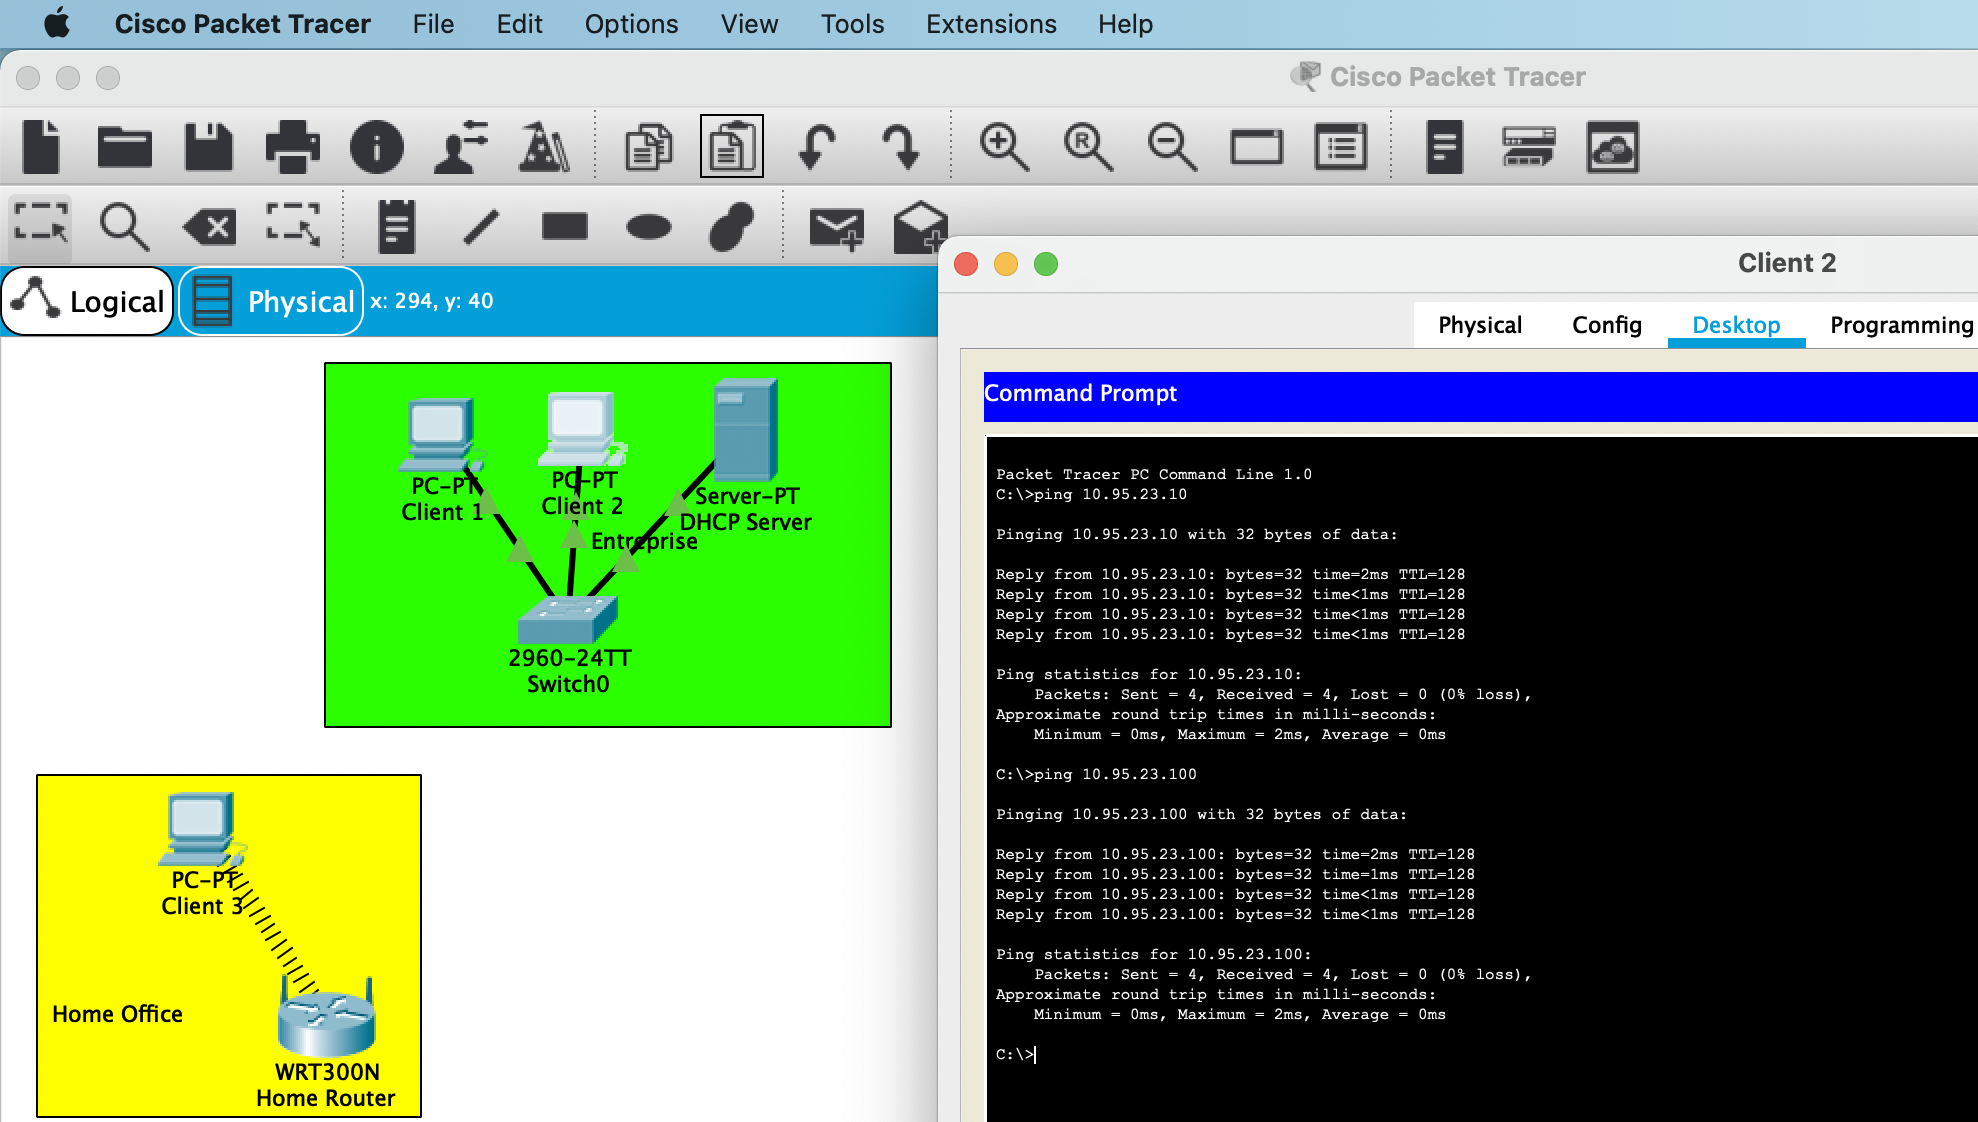 Cisco Packet Tracer File Edit Options View Tools Extensions Help
Cisco Packet Tracer
R
Logical
Physical x: 294, y: 40
PC-PT
Client 1
PC-PT
Client 2
Server-PT
DHCP Server
Entreprise
2960-24TT
Switch0
PC-PT
Client 3
Home Office
WRT300N
Home Router
Client 2
Physical Config Desktop Programming
Command Prompt
Packet Tracer PC Command Line 1.0
C:\>ping 10.95.23.10
Pinging 10.95.23.10 with 32 bytes of data:
Reply from 10.95.23.10: bytes=32 time=2ms TTL=128
Reply from 10.95.23.10: bytes=32 time<1ms TTL=128
Reply from 10.95.23.10: bytes=32 time<1ms TTL=128
Reply from 10.95.23.10: bytes=32 time<1ms TTL=128
Ping statistics for 10.95.23.10:
Packets: Sent = 4, Received = 4, Lost = 0 (0% loss),
Approximate round trip times in milli-seconds:
Minimum = 0ms, Maximum = 2ms, Average = 0ms
C:\>ping 10.95.23.100
Pinging 10.95.23.100 with 32 bytes of data:
Reply from 10.95.23.100: bytes=32 time=2ms TTL=128
Reply from 10.95.23.100: bytes=32 time=1ms TTL=128
Reply from 10.95.23.100: bytes=32 time<1ms TTL=128
Reply from 10.95.23.100: bytes=32 time<1ms TTL=128
Ping statistics for 10.95.23.100:
Packets: Sent = 4, Received = 4, Lost = 0 (0% loss),
Approximate round trip times in milli-seconds:
Minimum = 0ms, Maximum = 2ms, Average = 0ms
C:\>